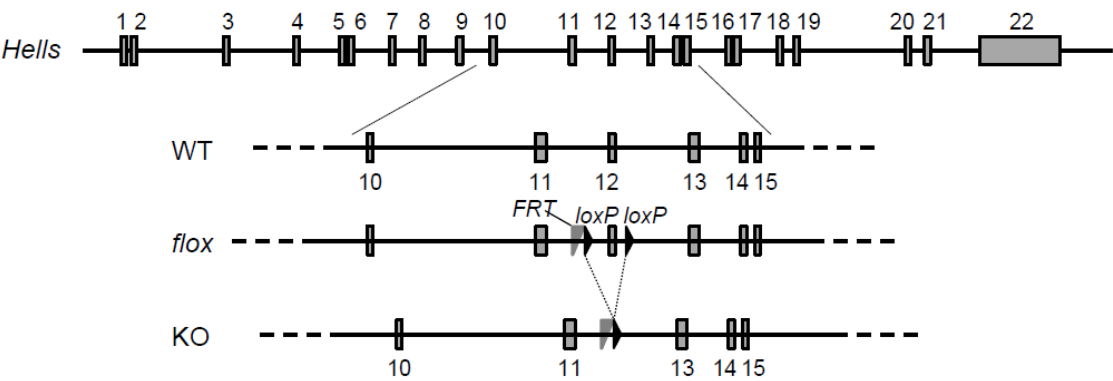 1 2 3 4 5 6 7 8 9 10 11 12 13 14 15 16 17 18 19 20 21 22
Hells
WT
10 11 12 13 14 15
FRT loxP loxP
flox
KO
10 11 13 14 15